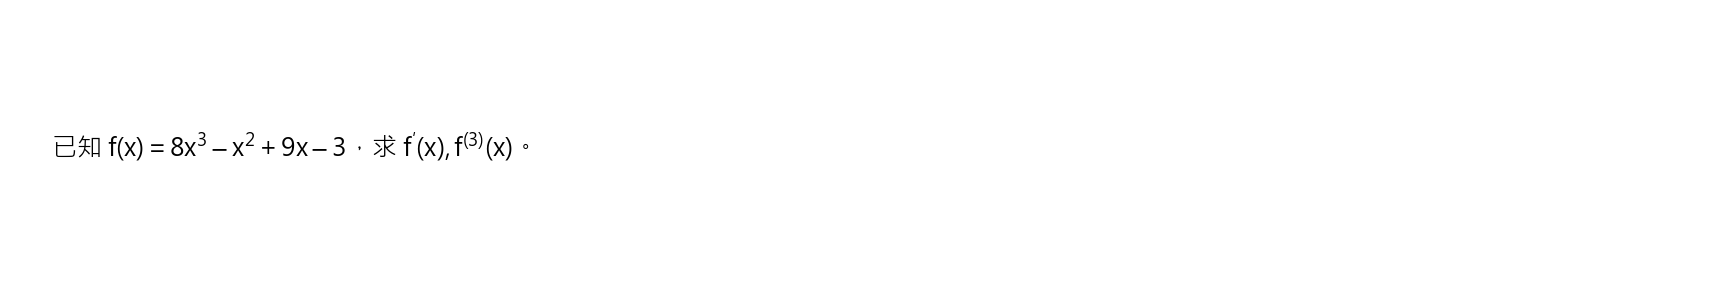 已知 f(x) = 8x³ – x² + 9x – 3，求 f′(x), f⁽³⁾(x)。